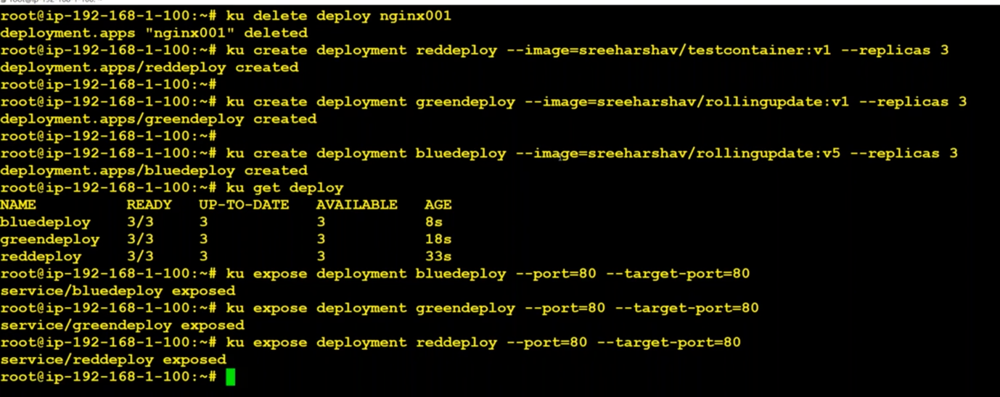 root@ip-192-168-1-100:~# ku delete deploy nginx001
deployment.apps "nginx001" deleted
root@ip-192-168-1-100:~# ku create deployment reddeploy --image=sreeharshav/testcontainer:v1 --replicas 3
deployment.apps/reddeploy created
root@ip-192-168-1-100:~#
root@ip-192-168-1-100:~# ku create deployment greendeploy --image=sreeharshav/rollingupdate:v1 --replicas 3
deployment.apps/greendeploy created
root@ip-192-168-1-100:~#
root@ip-192-168-1-100:~# ku create deployment bluedeploy --image=sreeharshav/rollingupdate:v5 --replicas 3
deployment.apps/bluedeploy created
root@ip-192-168-1-100:~# ku get deploy
NAME READY UP-TO-DATE AVAILABLE AGE
bluedeploy 3/3 3 3 8s
greendeploy 3/3 3 3 18s
reddeploy 3/3 3 3 33s
root@ip-192-168-1-100:~# ku expose deployment bluedeploy --port=80 --target-port=80
service/bluedeploy exposed
root@ip-192-168-1-100:~# ku expose deployment greendeploy --port=80 --target-port=80
service/greendeploy exposed
root@ip-192-168-1-100:~# ku expose deployment reddeploy --port=80 --target-port=80
service/reddeploy exposed
root@ip-192-168-1-100:~#